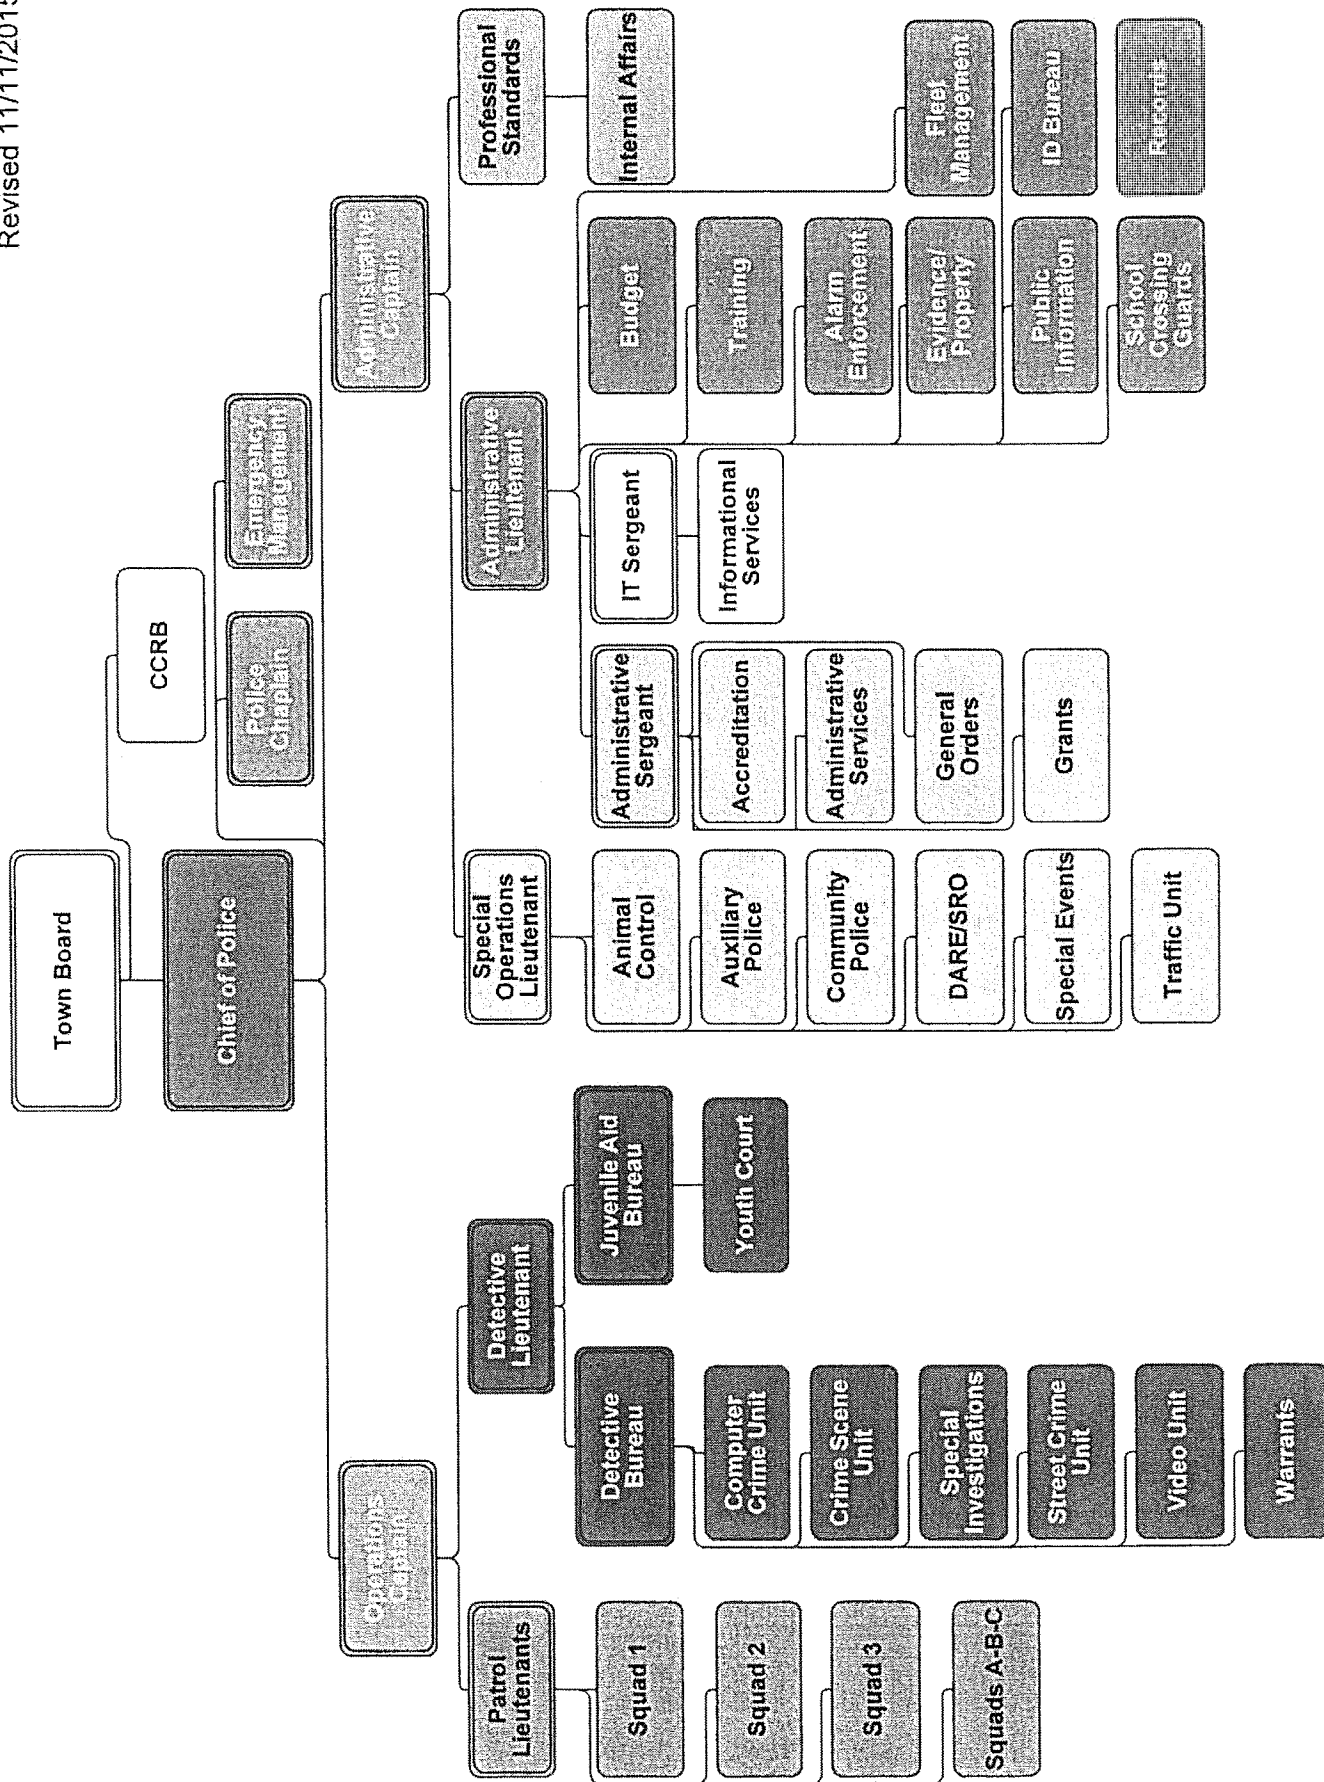 Revised 11/11/2015
Town Board
CCRB
Chief of Police
Police
Chaplain
Emergency
Management
Operations
Captain
Administrative
Captain
Patrol
Lieutenants
Detective
Lieutenant
Special
Operations
Lieutenant
Administrative
Lieutenant
Professional
Standards
Squad 1
Squad 2
Squad 3
Squads A-B-C
Detective
Bureau
Computer
Crime Unit
Crime Scene
Unit
Special
Investigations
Street Crime
Unit
Video Unit
Warrants
Juvenile Aid
Bureau
Youth Court
Animal
Control
Auxiliary
Police
Community
Police
DARE/SRO
Special Events
Traffic Unit
Administrative
Sergeant
Accreditation
Administrative
Services
General
Orders
Grants
IT Sergeant
Informational
Services
Budget
Training
Alarm
Enforcement
Evidence/
Property
Public
Information
School
Crossing
Guards
Fleet
Management
ID Bureau
Records
Internal Affairs